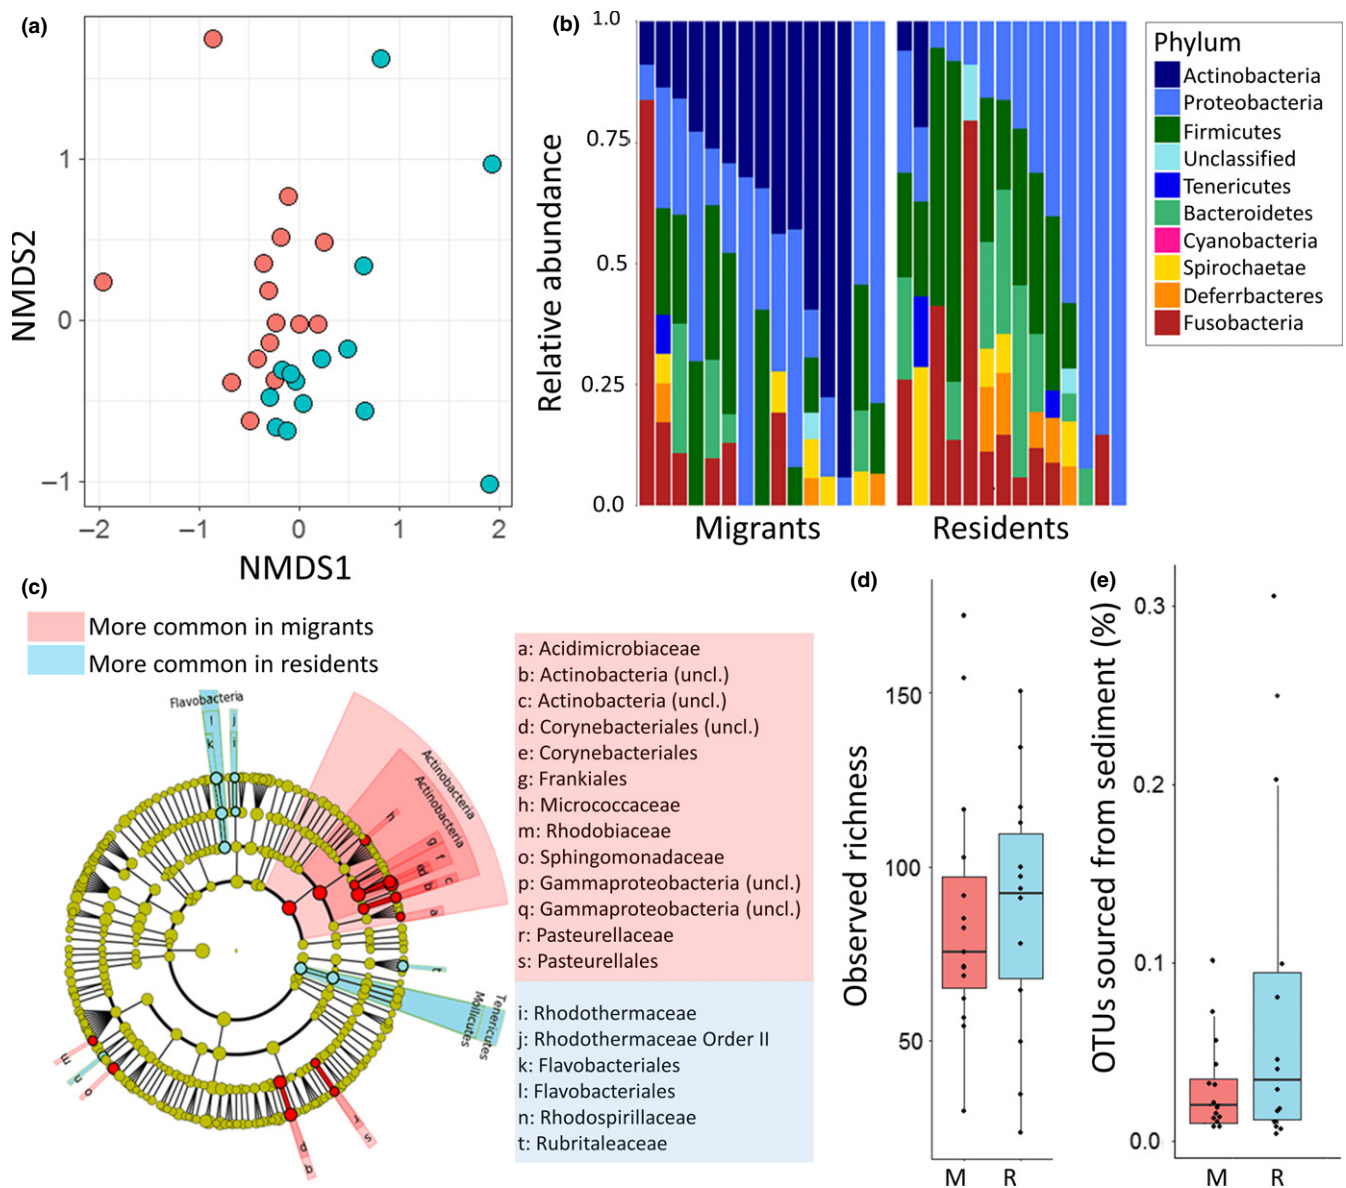 (a)
1
0
−1
−2
−1
0
1
2
NMDS2
NMDS1
(b)
1.0
0.75
0.5
0.25
0.0
Relative abundance
Migrants
Residents
Phylum
Actinobacteria
Proteobacteria
Firmicutes
Unclassified
Tenericutes
Bacteroidetes
Cyanobacteria
Spirochaetae
Deferrbacteres
Fusobacteria
(c)
More common in migrants
More common in residents
Flavobacteria
l
j
k
i
Actinobacteria
Actinobacteria
h
g
f
e
d
b
c
a
t
Tenericutes
Mollicutes
m
n
o
r
s
p
q
a: Acidimicrobiaceae
b: Actinobacteria (uncl.)
c: Actinobacteria (uncl.)
d: Corynebacteriales (uncl.)
e: Corynebacteriales
g: Frankiales
h: Micrococcaceae
m: Rhodobiaceae
o: Sphingomonadaceae
p: Gammaproteobacteria (uncl.)
q: Gammaproteobacteria (uncl.)
r: Pasteurellaceae
s: Pasteurellales
i: Rhodothermaceae
j: Rhodothermaceae Order II
k: Flavobacteriales
l: Flavobacteriales
n: Rhodospirillaceae
t: Rubritaleaceae
(d)
Observed richness
150
100
50
M
R
(e)
OTUs sourced from sediment (%)
0.3
0.2
0.1
0.0
M
R